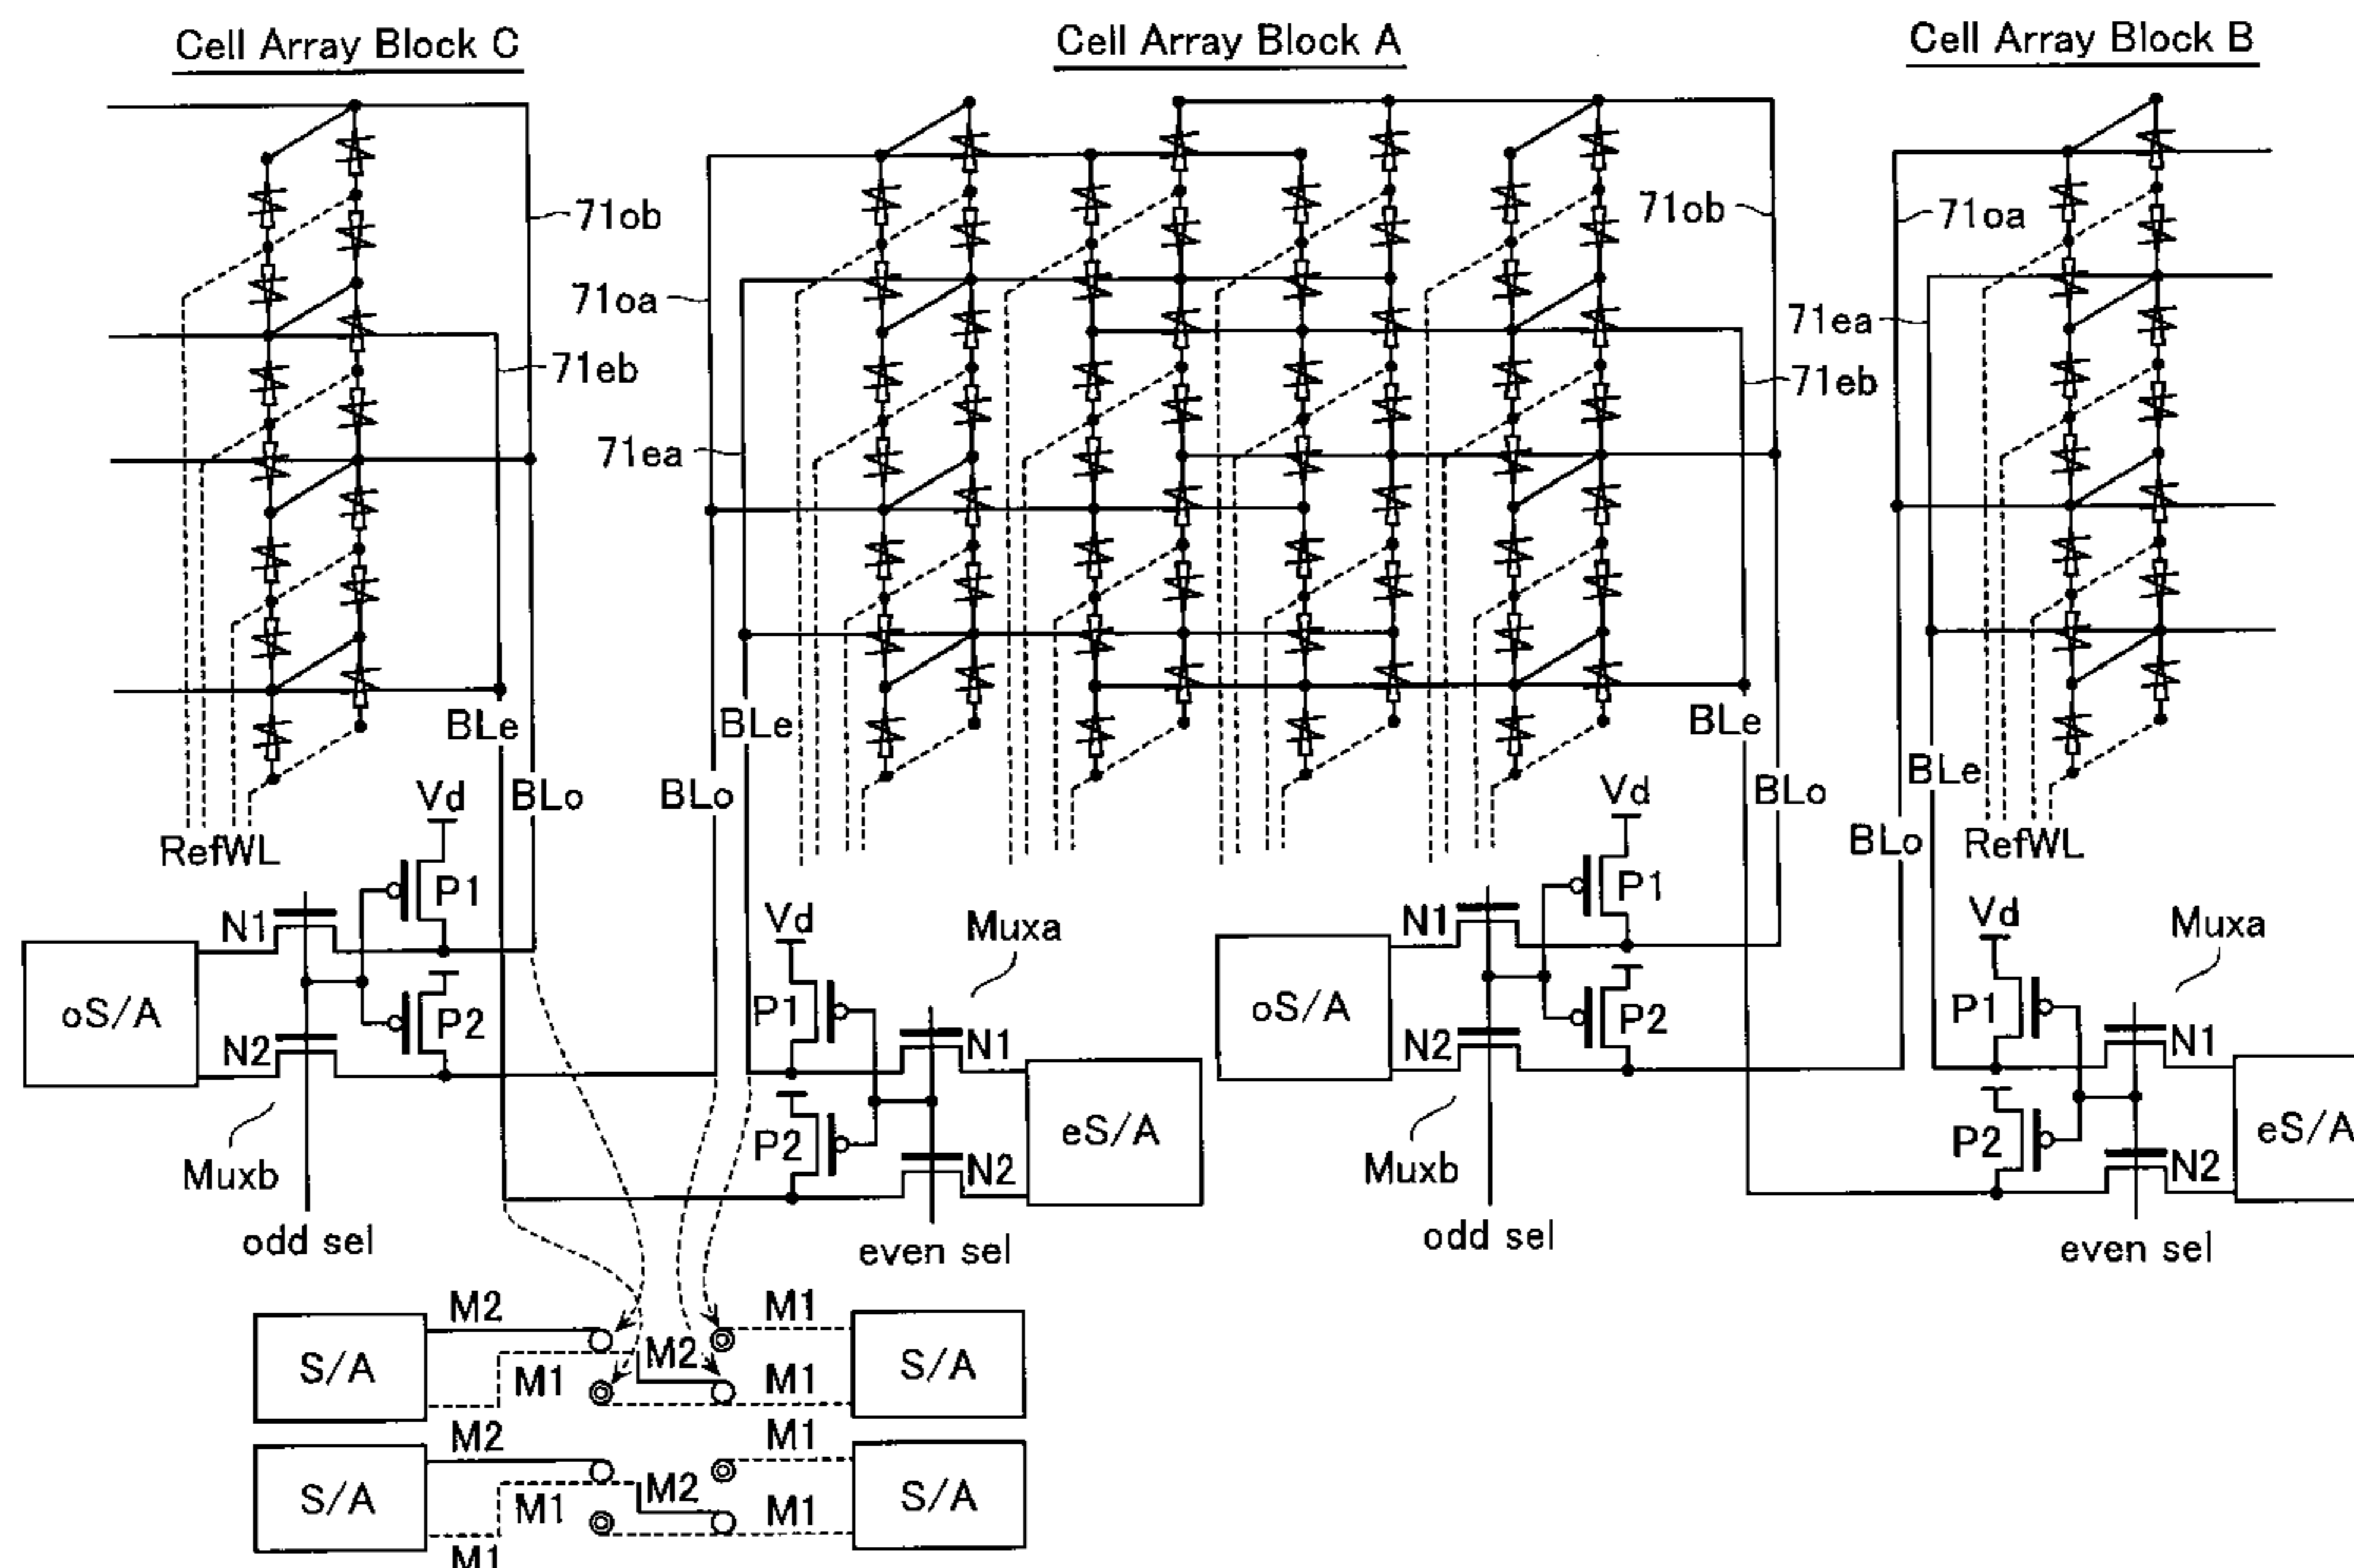 Cell Array Block C
Cell Array Block A
Cell Array Block B
71ob
71oa
71eb
71ea
71ob
71eb
71oa
71ea
BLe
BLo
BLo
BLe
BLe
BLo
BLe
BLo
RefWL
RefWL
Vd
P1
N1
oS/A
P2
N2
Muxb
odd sel
Vd
Muxa
P1
N1
eS/A
P2
N2
even sel
Vd
P1
N1
oS/A
P2
N2
Muxb
odd sel
Vd
Muxa
P1
N1
eS/A
P2
N2
even sel
M2
M1
S/A
M2
S/A
M1
M1
M2
M1
S/A
M2
S/A
M1
M1
M1